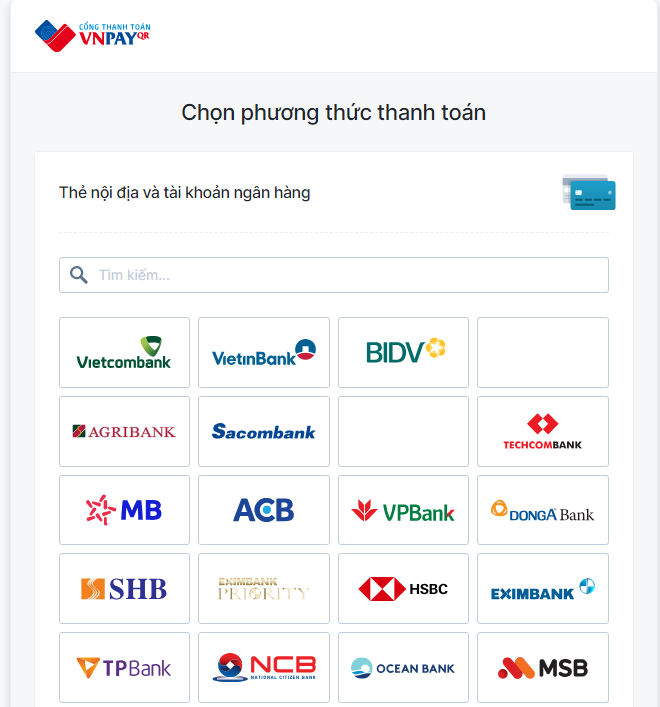 CỔNG THANH TOÁN
VNPAYQR
Chọn phương thức thanh toán
Thẻ nội địa và tài khoản ngân hàng
Tìm kiếm...
Vietcombank
VietinBank
BIDV
AGRIBANK
Sacombank
TECHCOMBANK
MB
ACB
VPBank
DONGA Bank
SHB
EXIMBANK
PRIORITY
HSBC
EXIMBANK
TPBank
NCB
NATIONAL CITIZEN BANK
OCEAN BANK
MSB